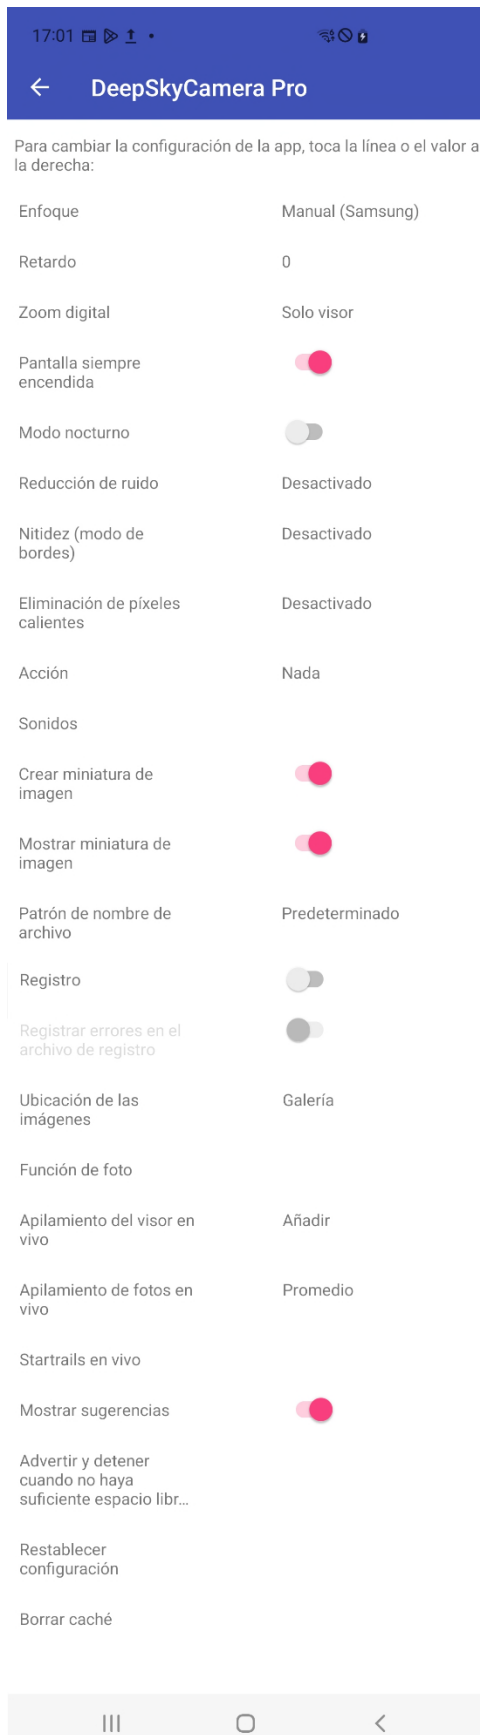 17:01
DeepSkyCamera Pro
Para cambiar la configuración de la app, toca la línea o el valor a
la derecha:
Enfoque
Manual (Samsung)
Retardo
0
Zoom digital
Solo visor
Pantalla siempre
encendida
Modo nocturno
Reducción de ruido
Desactivado
Nitidez (modo de
bordes)
Desactivado
Eliminación de píxeles
calientes
Desactivado
Acción
Nada
Sonidos
Crear miniatura de
imagen
Mostrar miniatura de
imagen
Patrón de nombre de
archivo
Predeterminado
Registro
Registrar errores en el
archivo de registro
Ubicación de las
imágenes
Galería
Función de foto
Apilamiento del visor en
vivo
Añadir
Apilamiento de fotos en
vivo
Promedio
Startrails en vivo
Mostrar sugerencias
Advertir y detener
cuando no haya
suficiente espacio libr...
Restablecer
configuración
Borrar caché